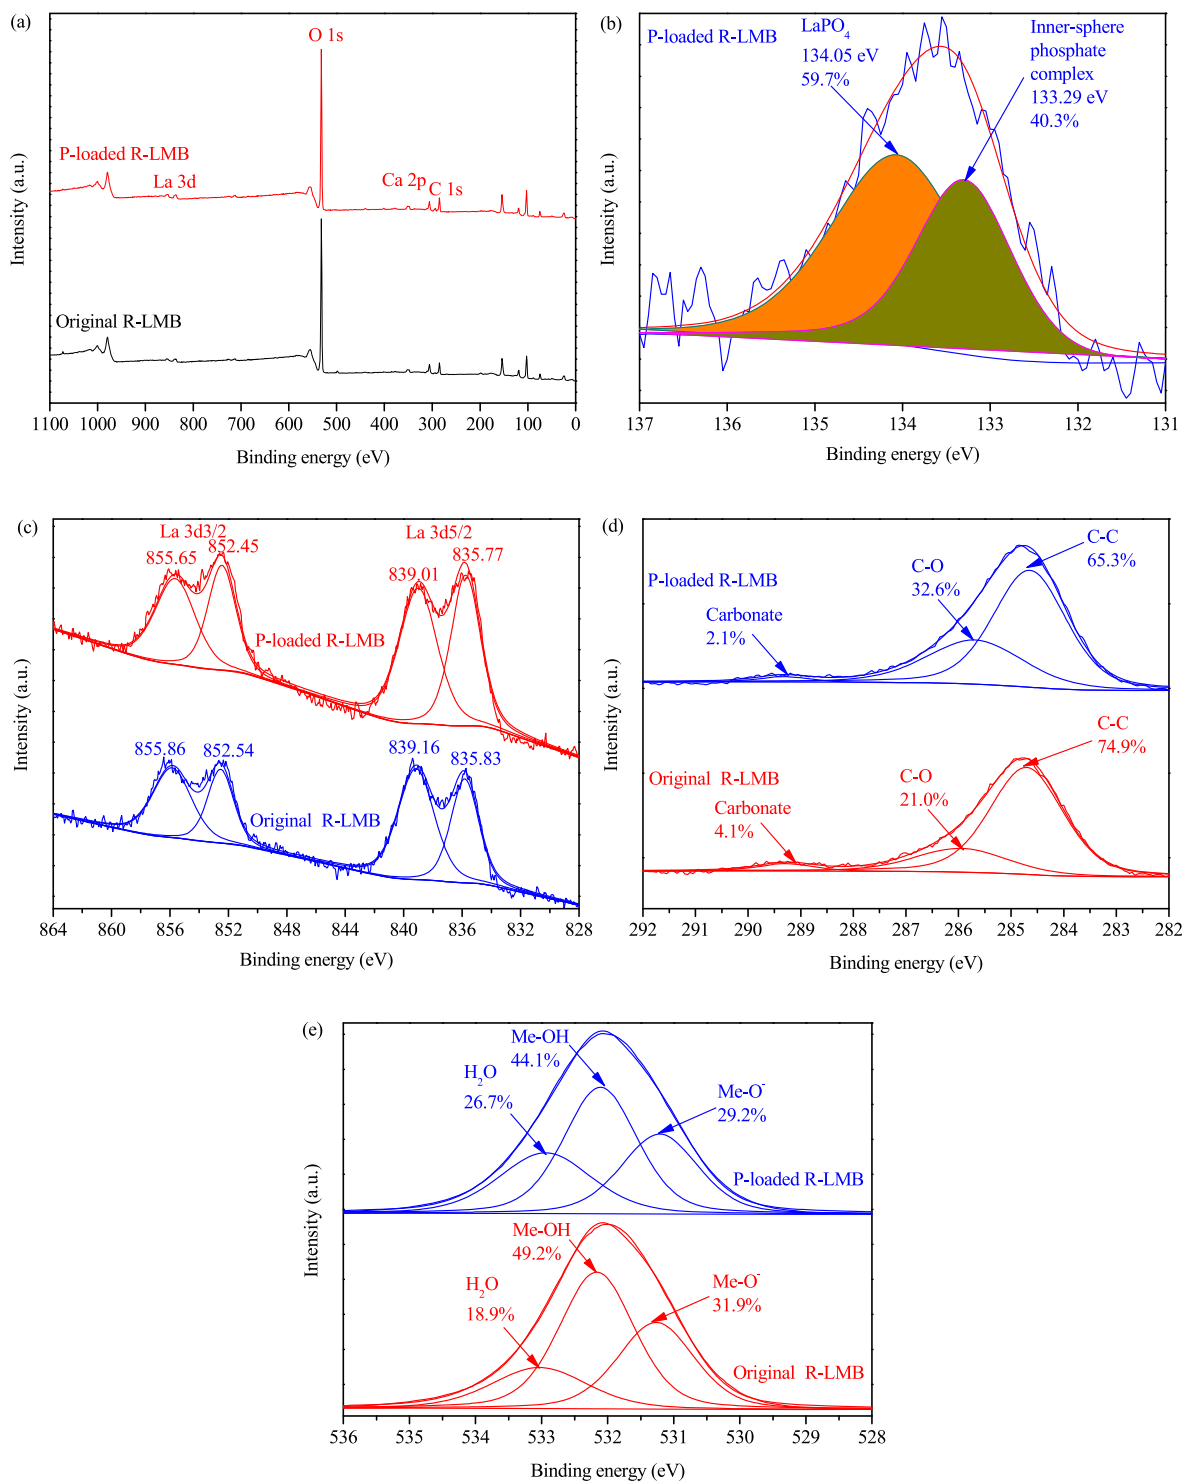 (a)
O 1s
P-loaded R-LMB
La 3d
Ca 2p
C 1s
Original R-LMB
Intensity (a.u.)
1100 1000 900 800 700 600 500 400 300 200 100 0
Binding energy (eV)
(b)
P-loaded R-LMB
LaPO4
134.05 eV
59.7%
Inner-sphere
phosphate
complex
133.29 eV
40.3%
Intensity (a.u.)
137 136 135 134 133 132 131
Binding energy (eV)
(c)
La 3d3/2
855.65 852.45
La 3d5/2
839.01 835.77
P-loaded R-LMB
855.86 852.54
839.16 835.83
Original R-LMB
Intensity (a.u.)
864 860 856 852 848 844 840 836 832 828
Binding energy (eV)
(d)
P-loaded R-LMB
Carbonate
2.1%
C-O
32.6%
C-C
65.3%
Original R-LMB
Carbonate
4.1%
C-O
21.0%
C-C
74.9%
Intensity (a.u.)
292 291 290 289 288 287 286 285 284 283 282
Binding energy (eV)
(e)
Me-OH
44.1%
H2O
26.7%
Me-O-
29.2%
P-loaded R-LMB
Me-OH
49.2%
H2O
18.9%
Me-O-
31.9%
Original R-LMB
Intensity (a.u.)
536 535 534 533 532 531 530 529 528
Binding energy (eV)